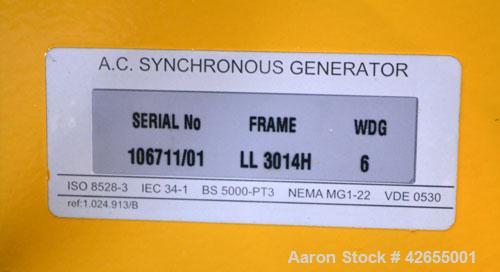 A.C. SYNCHRONOUS GENERATOR
SERIAL No FRAME WDG
106711/01 LL 3014H 6
ISO 8528-3 IEC 34-1 BS 5000-PT3 NEMA MG1-22 VDE 0530
ref:1.024.913/B
Aaron Stock # 42655001